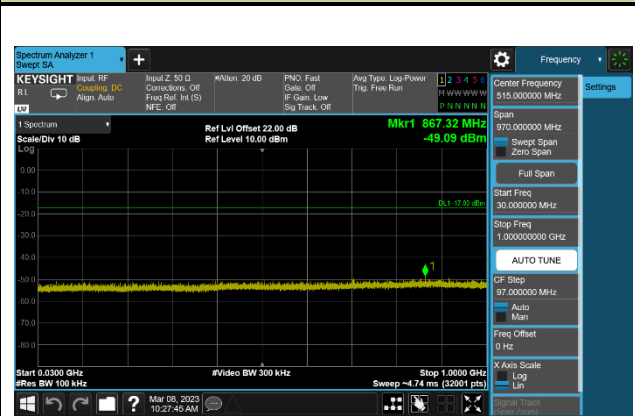 Spectrum Analyzer 1
Swept SA
+
Frequency
KEYSIGHT
RL
LXI
Input: RF
Coupling: DC
Align: Auto
Input Z: 50 Ω
Corrections: Off
Freq Ref: Int (S)
NFE: Off
#Atten: 20 dB
PNO: Fast
Gate: Off
IF Gain: Low
Sig Track: Off
Avg Type: Log-Power
Trig: Free Run
1 2 3 4 5 6
M W W W W W
P N N N N N
Center Frequency
515.000000 MHz
Settings
1 Spectrum
Scale/Div 10 dB
Ref Lvl Offset 22.00 dB
Ref Level 10.00 dBm
Mkr1 867.32 MHz
-49.09 dBm
Span
970.000000 MHz
Swept Span
Zero Span
Full Span
Start Freq
30.000000 MHz
Stop Freq
1.000000000 GHz
AUTO TUNE
CF Step
97.000000 MHz
Auto
Man
Freq Offset
0 Hz
X Axis Scale
Log
Lin
Signal Track
(Span Zoom)
Log
0.00
-10.0
-20.0
-30.0
-40.0
-50.0
-60.0
-70.0
-80.0
DL1 -17.00 dBm
1
Start 0.0300 GHz
#Res BW 100 kHz
#Video BW 300 kHz
Stop 1.0000 GHz
Sweep ~4.74 ms (32001 pts)
?
Mar 08, 2023
10:27:45 AM